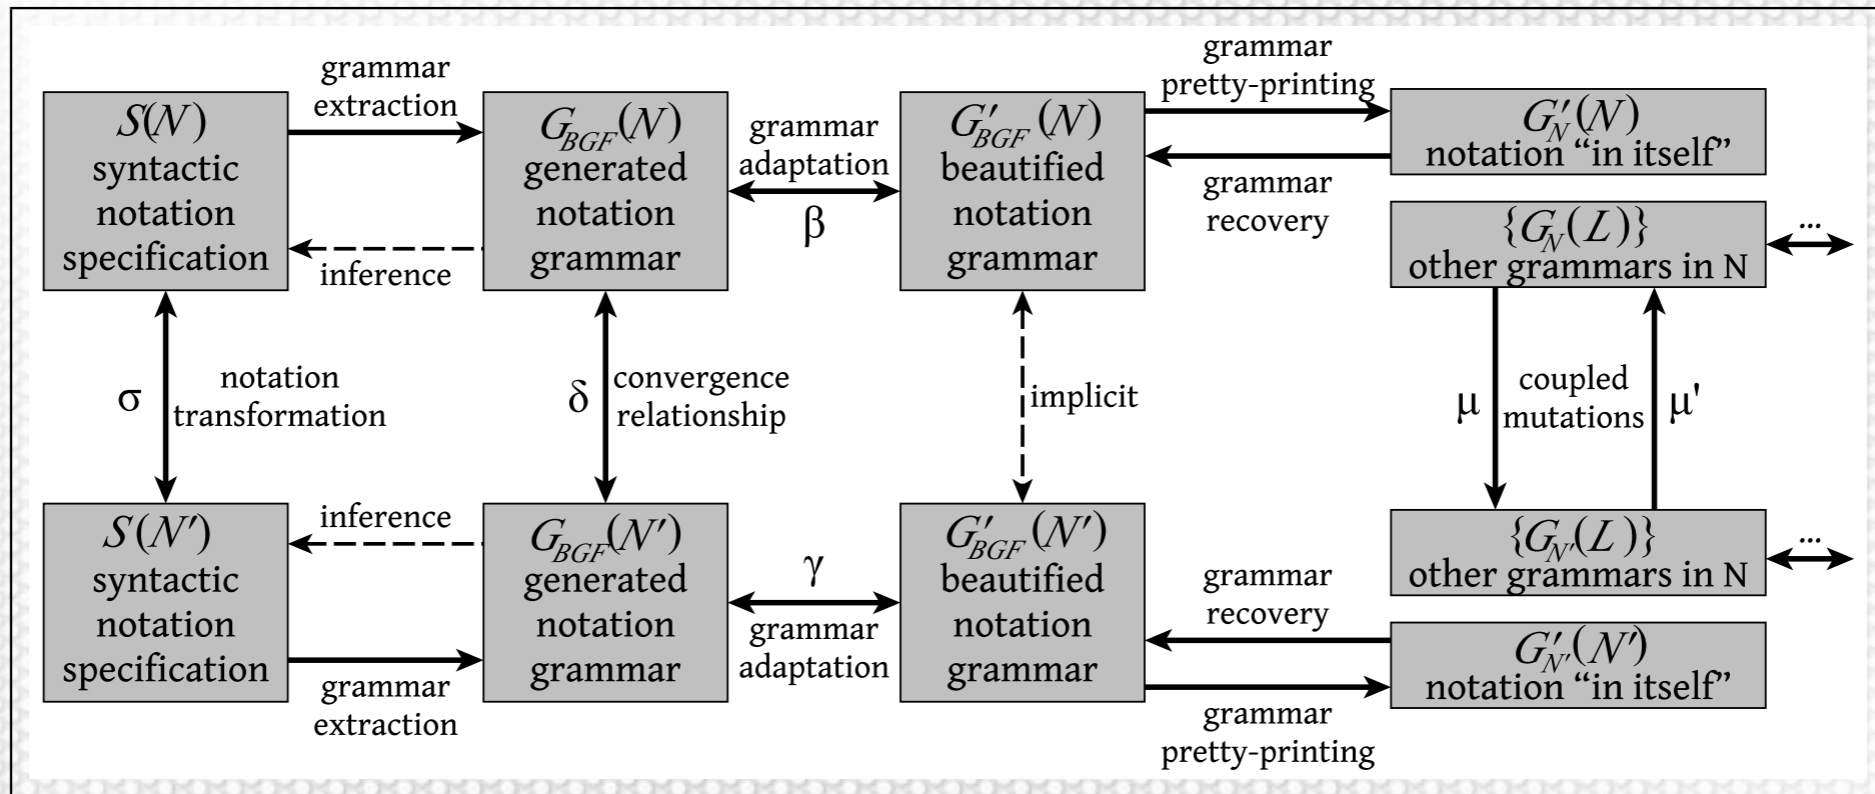 S(N)
syntactic
notation
specification
grammar
extraction
inference
G_BGF(N)
generated
notation
grammar
grammar
adaptation
β
G'_BGF(N)
beautified
notation
grammar
grammar
pretty-printing
grammar
recovery
G'_N(N)
notation “in itself”
{G_N(L)}
other grammars in N
...
σ
notation
transformation
δ
convergence
relationship
implicit
μ
coupled
mutations
μ'
S(N')
syntactic
notation
specification
inference
grammar
extraction
G_BGF(N')
generated
notation
grammar
γ
grammar
adaptation
G'_BGF(N')
beautified
notation
grammar
grammar
recovery
grammar
pretty-printing
{G_N'(L)}
other grammars in N
...
G'_N'(N')
notation “in itself”